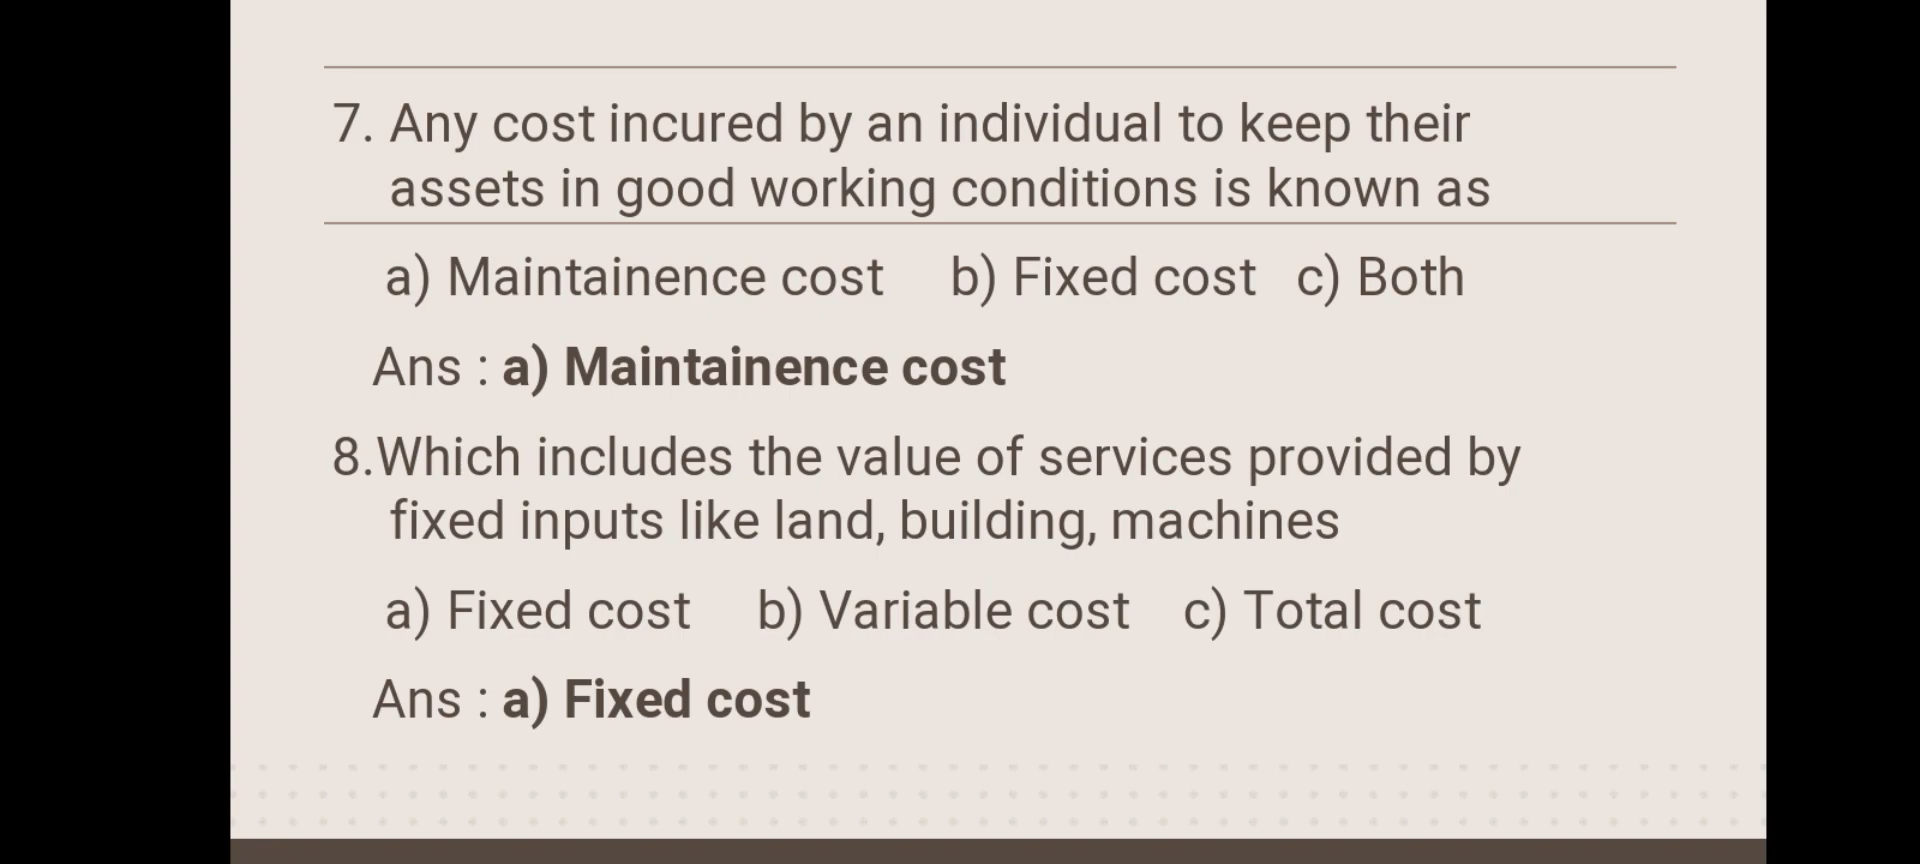 7. Any cost incured by an individual to keep their
assets in good working conditions is known as
a) Maintainence cost b) Fixed cost c) Both
Ans : a) Maintainence cost
8.Which includes the value of services provided by
fixed inputs like land, building, machines
a) Fixed cost b) Variable cost c) Total cost
Ans : a) Fixed cost